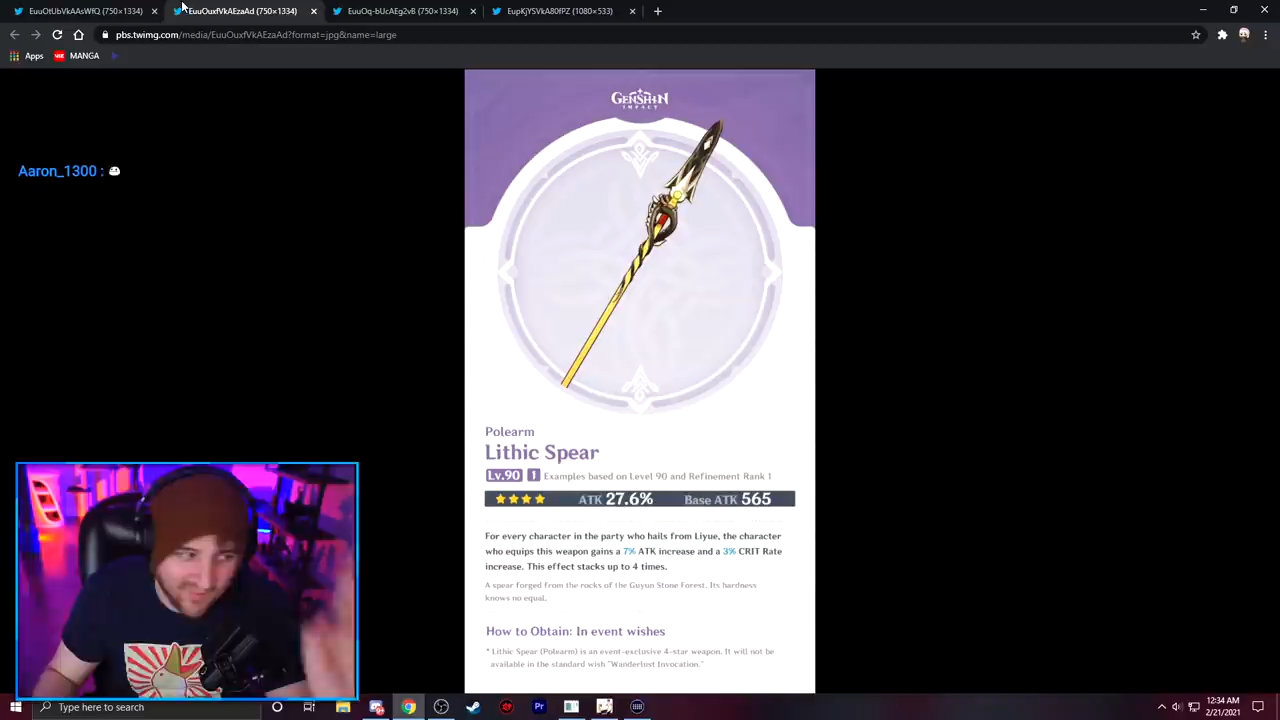 EuuOtUbVkAAsWfQ (750×1334)
EuuOuxfVkAEzaAd (750×1334)
EuuOq-bUcAEg2vB (750×1334)
EupKjYSVkA80fPZ (1080×533)
pbs.twimg.com/media/EuuOuxfVkAEzaAd?format=jpg&name=large
Apps
MANGA
GENSHIN
IMPACT
Aaron_1300 :
Polearm
Lithic Spear
Lv.90 1 Examples based on Level 90 and Refinement Rank 1
ATK 27.6% Base ATK 565
For every character in the party who hails from Liyue, the character
who equips this weapon gains a 7% ATK increase and a 3% CRIT Rate
increase. This effect stacks up to 4 times.
A spear forged from the rocks of the Guyun Stone Forest. Its hardness
knows no equal.
How to Obtain: In event wishes
* Lithic Spear (Polearm) is an event-exclusive 4-star weapon, It will not be
available in the standard wish "Wanderlust Invocation."
Type here to search
Pr
12:34 AM
2/21/2021